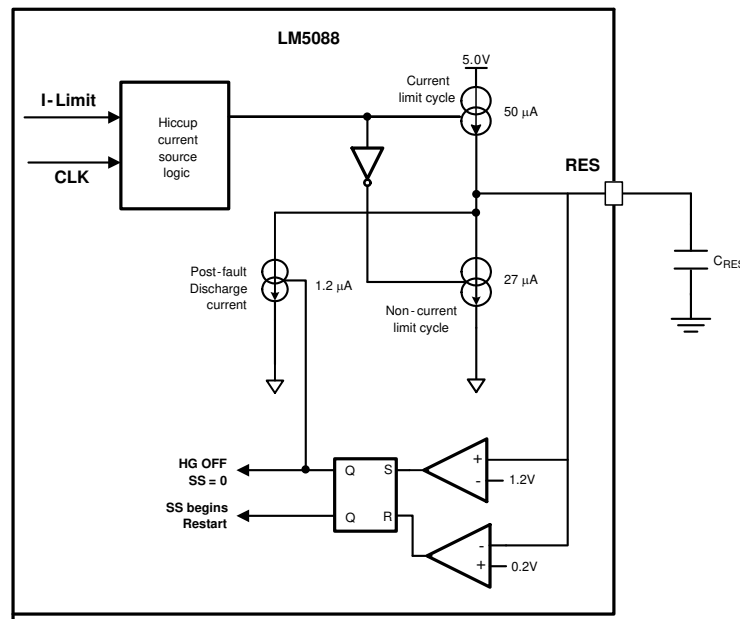 LM5088
5.0V
Current
limit cycle
50 μA
I-Limit
CLK
Hiccup
current
source
logic
RES
CRES
Post-fault
Discharge
current
1.2 μA
27 μA
Non-current
limit cycle
HG OFF
SS = 0
Q
S
+
-
1.2V
SS begins
Restart
Q
R
-
+
0.2V